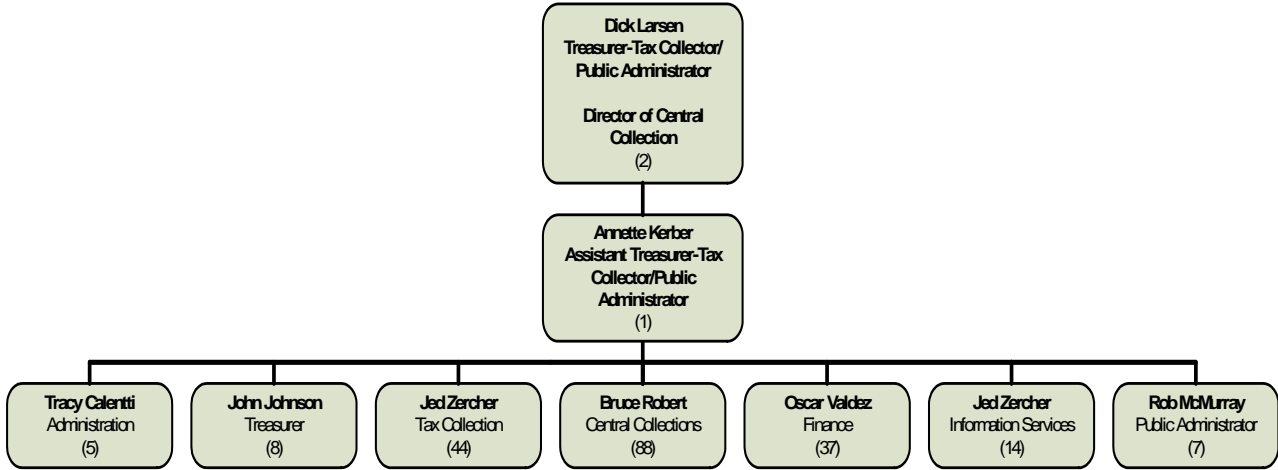 Dick Larsen
Treasurer-Tax Collector/
Public Administrator
Director of Central
Collection
(2)
Annette Kerber
Assistant Treasurer-Tax
Collector/Public
Administrator
(1)
Tracy Calentti
Administration
(5)
John Johnson
Treasurer
(8)
Jed Zercher
Tax Collection
(44)
Bruce Robert
Central Collections
(88)
Oscar Valdez
Finance
(37)
Jed Zercher
Information Services
(14)
Rob McMurray
Public Administrator
(7)